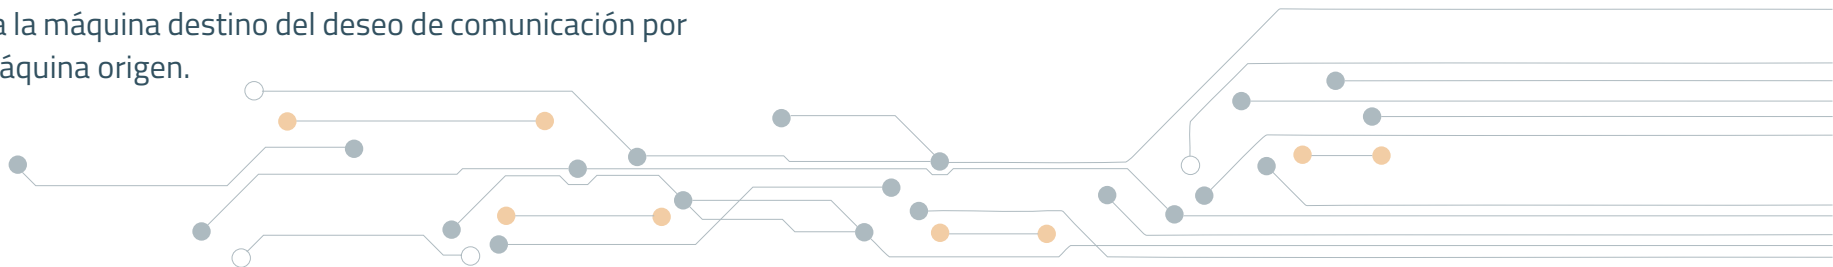 a la máquina destino del deseo de comunicación por
áquina origen.